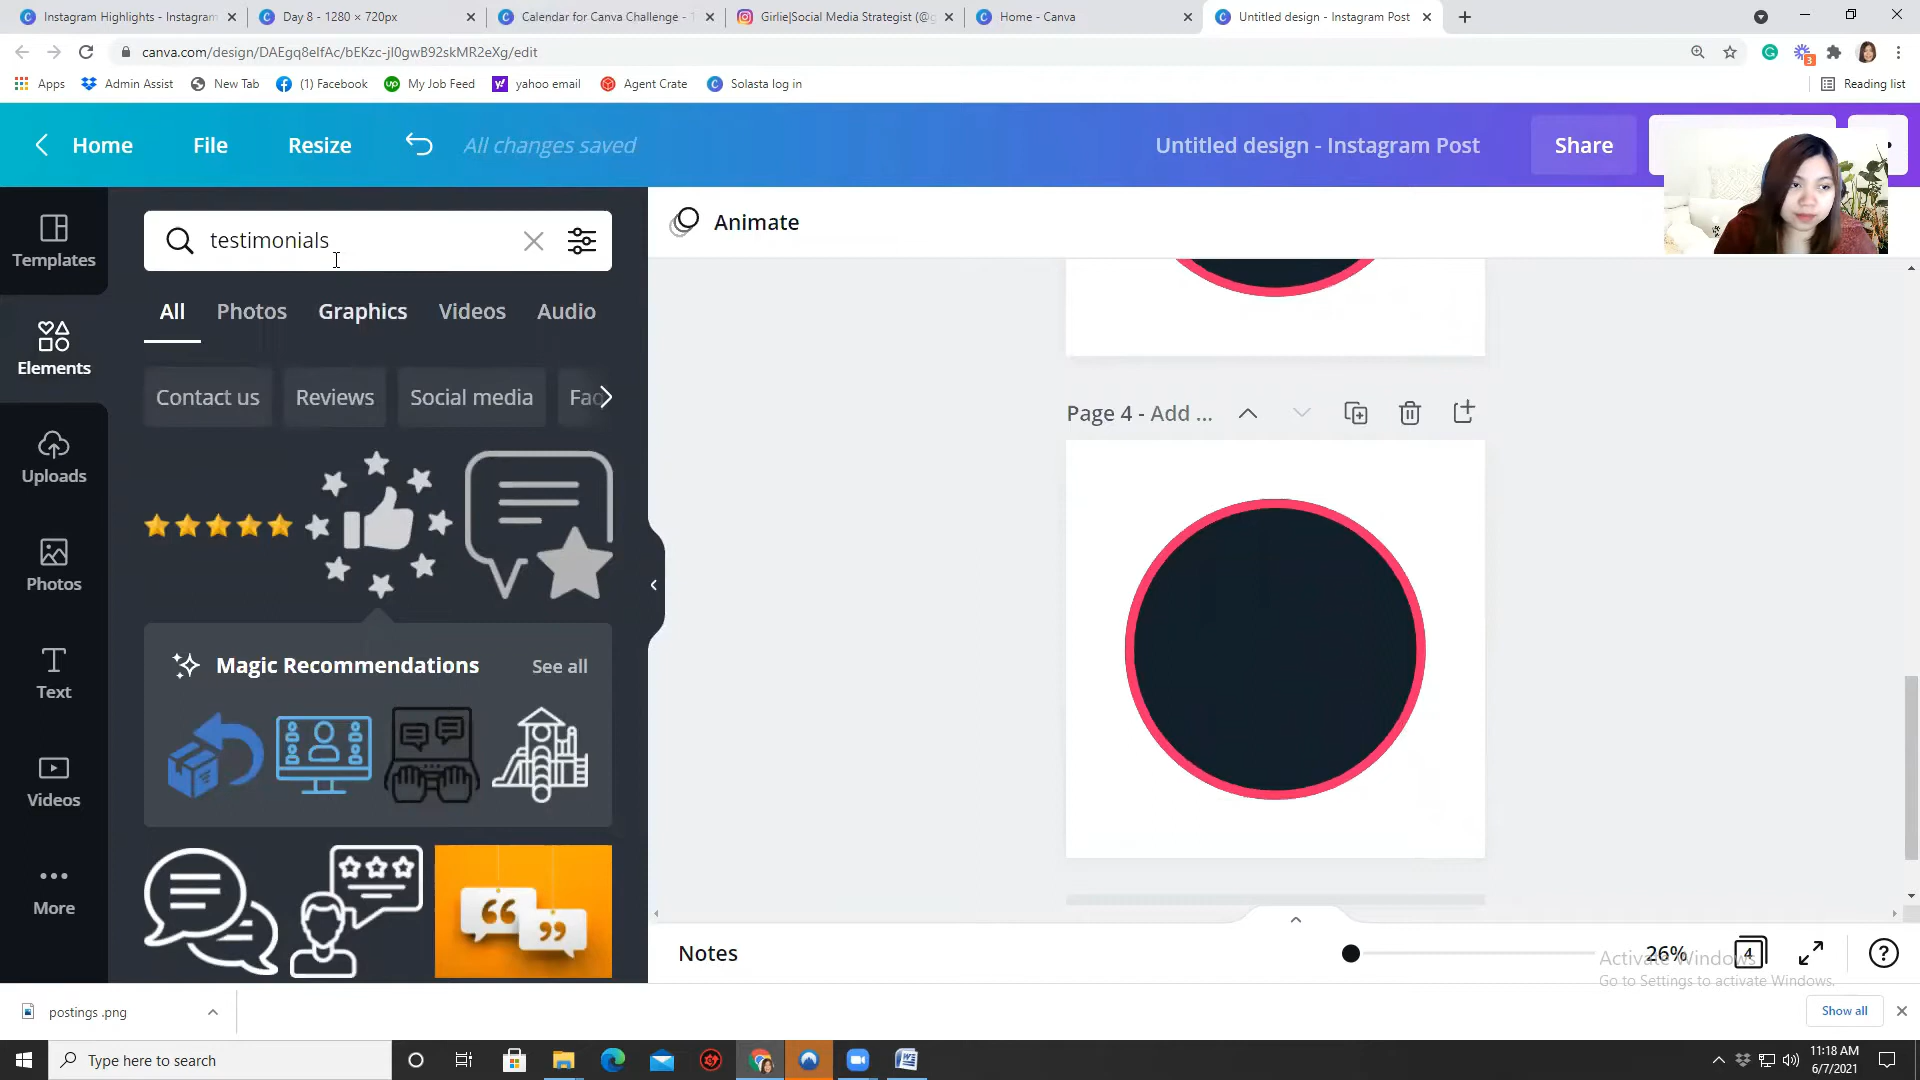 Instagram Highlights - Instagram
Day 8 - 1280 × 720px
Calendar for Canva Challenge - 
Girlie|Social Media Strategist (@g
Home - Canva
Untitled design - Instagram Post
canva.com/design/DAEgq8elfAc/bEKzc-jl0gwB92skMR2eXg/edit
3
Apps
Admin Assist
New Tab
(1) Facebook
My Job Feed
yahoo email
Agent Crate
Solasta log in
Reading list
Home
File
Resize
All changes saved
Untitled design - Instagram Post
Share
Templates
Elements
Uploads
Photos
Text
Videos
More
testimonials
All
Photos
Graphics
Videos
Audio
Contact us
Reviews
Social media
Faq
Magic Recommendations
See all
Animate
Page 4 - Add ...
Notes
26%
4
Activate Windows
Go to Settings to activate Windows.
postings .png
Show all
Type here to search
11:18 AM
6/7/2021